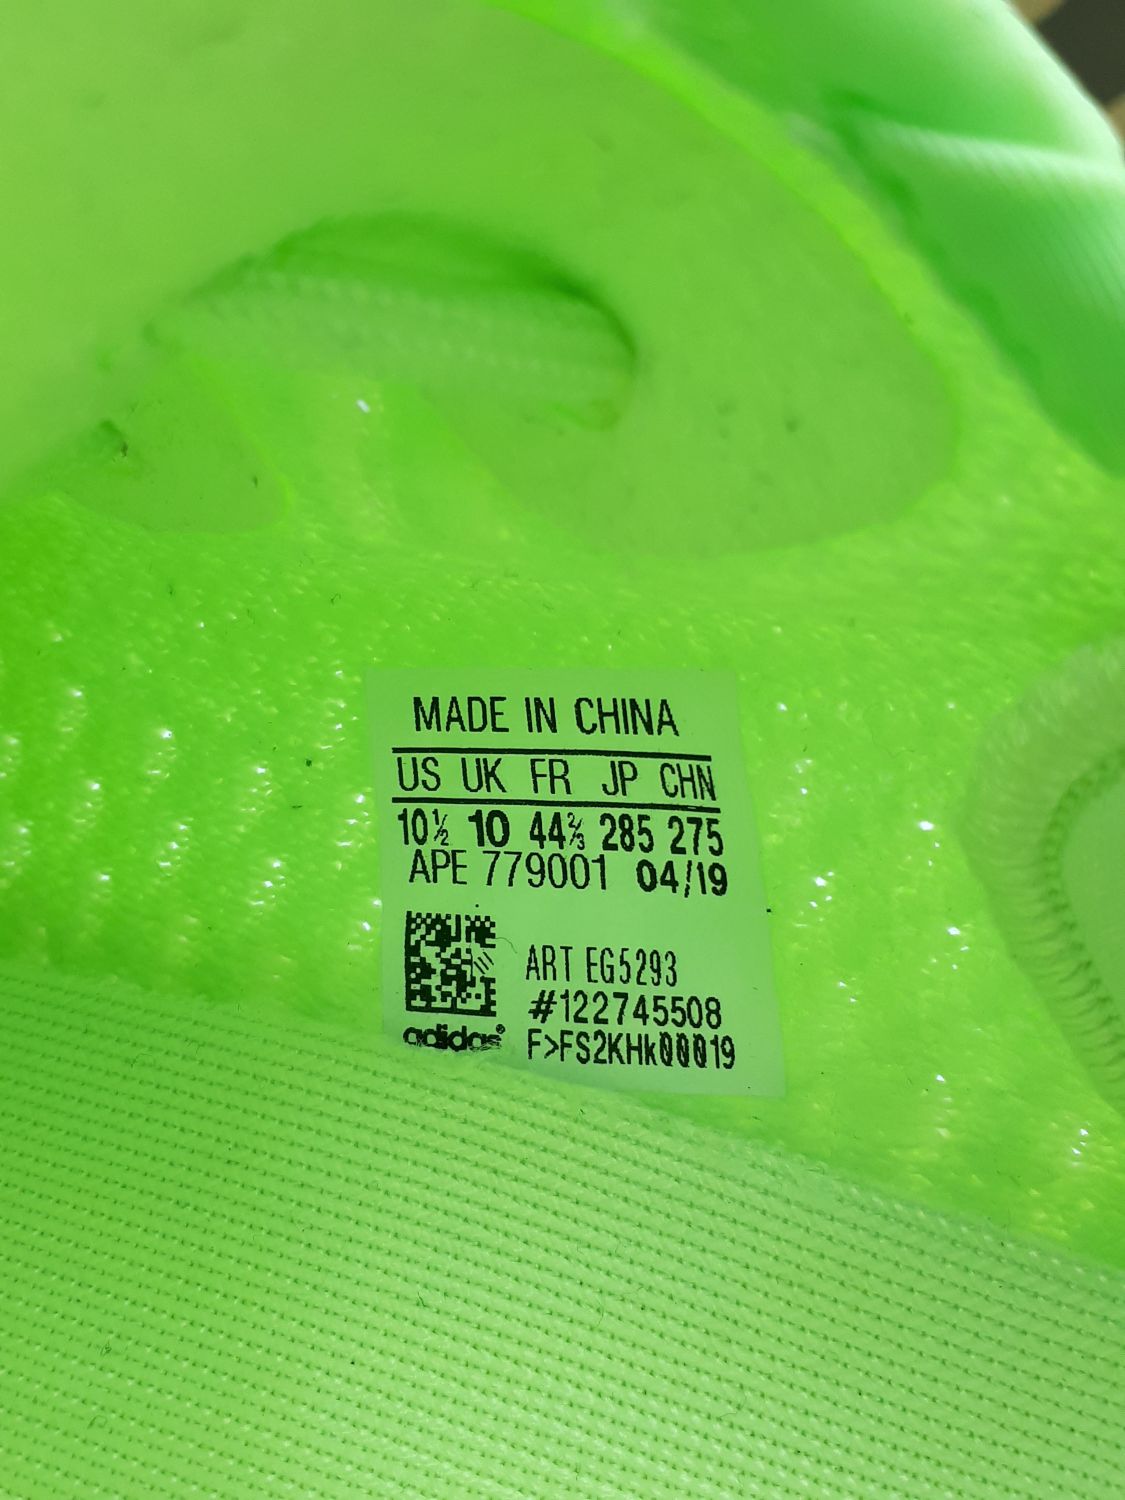 MADE IN CHINA
US UK FR JP CHN
10½ 10 44⅔ 285 275
APE 779001 04/19
ART EG5293
#122745508
adidas®
F>FS2KHk00019